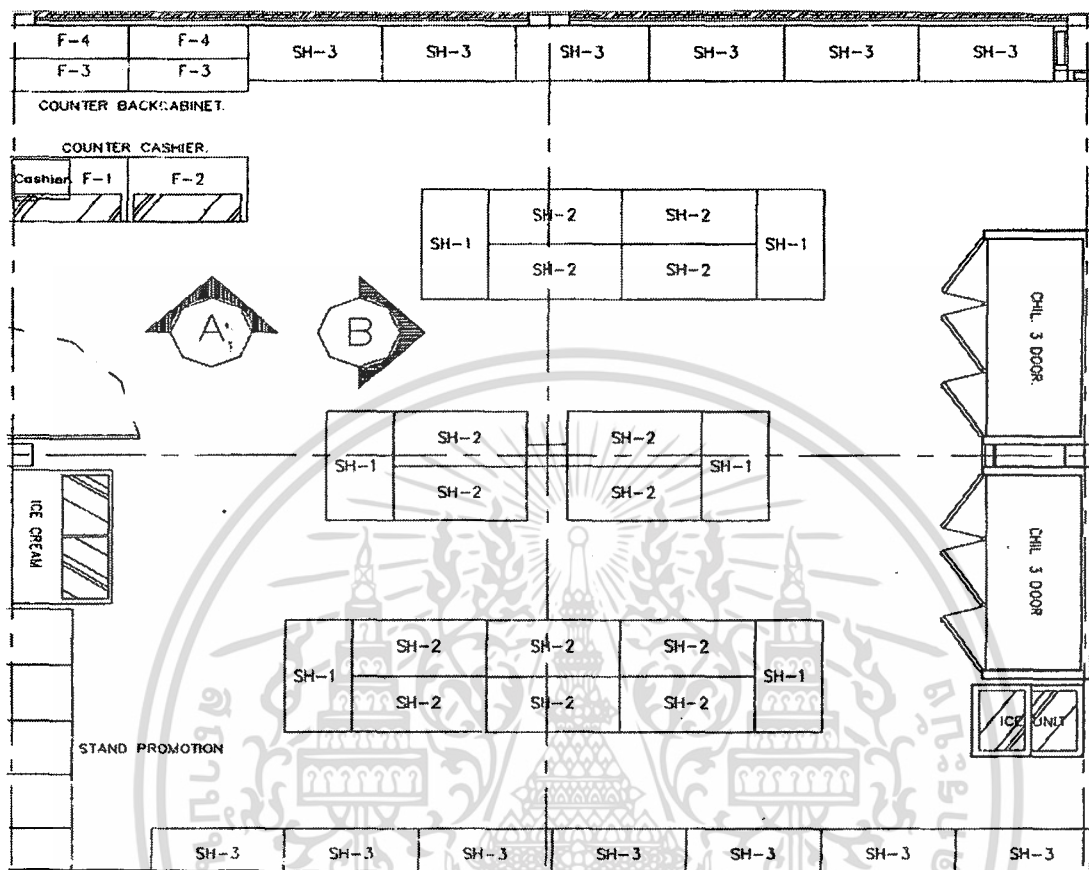 F-4 F-4 SH-3 SH-3 SH-3 SH-3 SH-3 SH-3
F-3 F-3
COUNTER BACKCABINET.
COUNTER CASHIER.
Cashier F-1 F-2
SH-1 SH-2 SH-2 SH-1
SH-2 SH-2
A B
CHIL. 3 DOOR.
SH-2 SH-2
SH-1 SH-1
SH-2 SH-2
ICE CREAM
CHIL 3 DOOR
SH-2 SH-2 SH-2
SH-1 SH-1
SH-2 SH-2 SH-2
ICE UNIT
STAND PROMOTION
SH-3 SH-3 SH-3 SH-3 SH-3 SH-3 SH-3